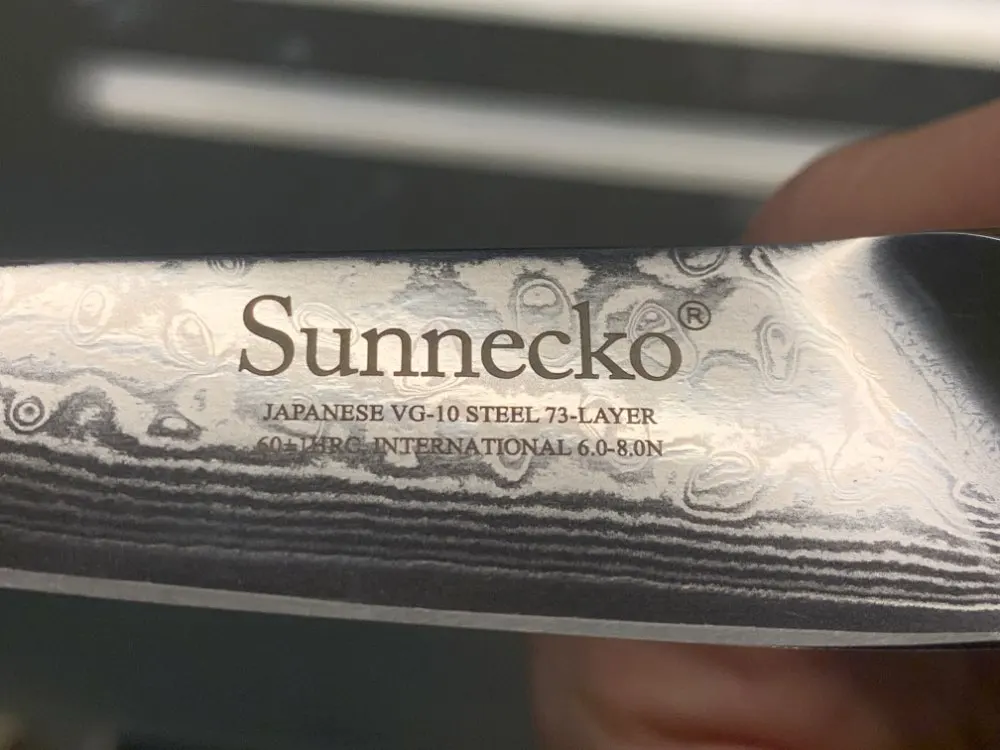 Sunnecko®
JAPANESE VG-10 STEEL 73-LAYER
60±1HRC INTERNATIONAL 6.0-8.0N